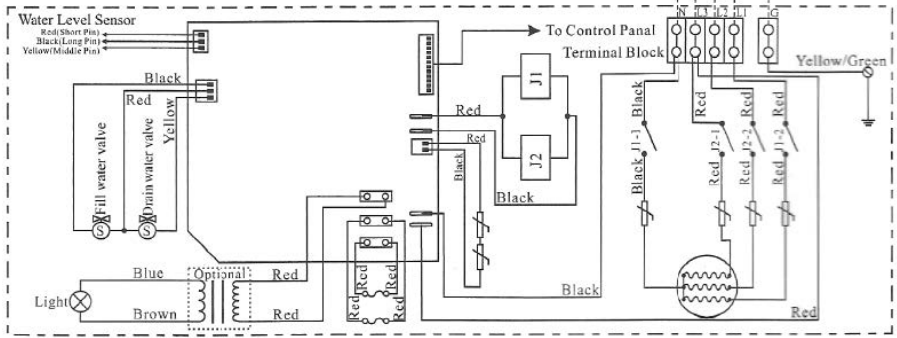 Water Level Sensor
Red(Short Pin)
Black(Long Pin)
Yellow(Middle Pin)
To Control Panal
Terminal Block
N L3 L2 L1 G
Yellow/Green
Black
Red
Yellow
Fill water valve
Drain water valve
S
S
Red
Red
Black
Black
J1
J2
Black
Red
Red
Red
J1-1
J2-1
J2-2
J1-2
Black
Red
Red
Red
Blue
Brown
Light
Optional
Red
Red
Red
Red
Red
Red
Black
Red